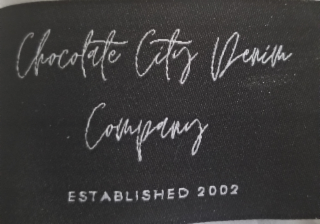 Chocolate City Denim
Company
ESTABLISHED 2002